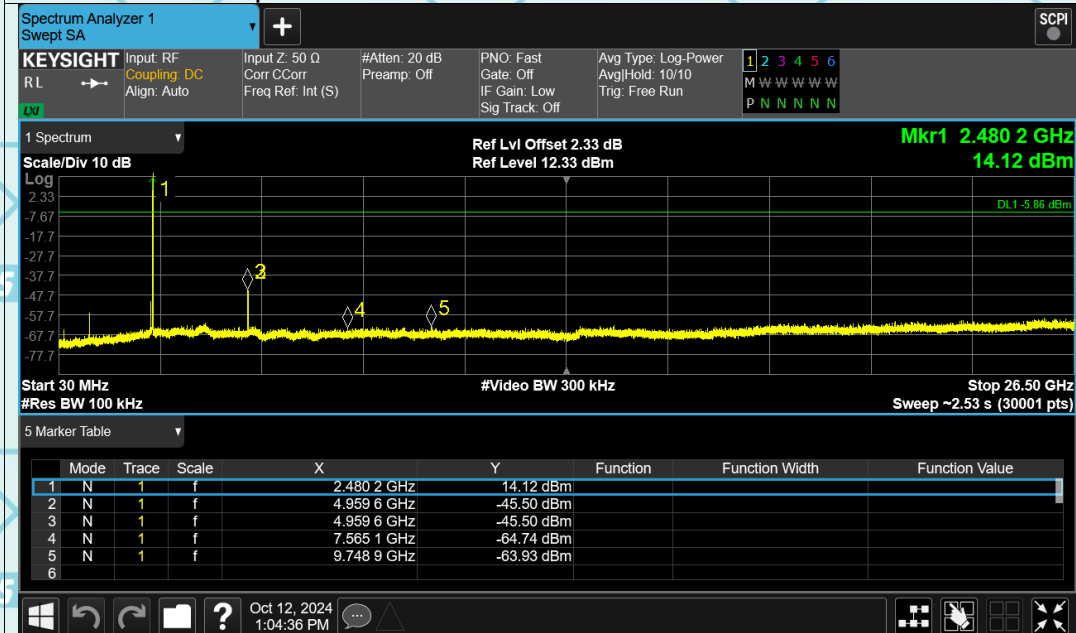 Spectrum Analyzer 1
Swept SA
+
SCPI
KEYSIGHT Input: RF Input Z: 50 Ω #Atten: 20 dB PNO: Fast Avg Type: Log-Power 1 2 3 4 5 6
R L Coupling: DC Corr CCorr Preamp: Off Gate: Off Avg|Hold: 10/10 M W W W W W W
Align: Auto Freq Ref: Int (S) IF Gain: Low Trig: Free Run
LXI Sig Track: Off P N N N N N N
1 Spectrum
Ref Lvl Offset 2.33 dB Mkr1 2.480 2 GHz
Scale/Div 10 dB Ref Level 12.33 dBm 14.12 dBm
Log
1
2.33
DL1 -5.86 dBm
-7.67
-17.7
-27.7
3
-37.7
-47.7
4 5
-57.7
-67.7
-77.7
Start 30 MHz #Video BW 300 kHz Stop 26.50 GHz
#Res BW 100 kHz Sweep ~2.53 s (30001 pts)
5 Marker Table
Mode Trace Scale X Y Function Function Width Function Value
1 N 1 f 2.480 2 GHz 14.12 dBm
2 N 1 f 4.959 6 GHz -45.50 dBm
3 N 1 f 4.959 6 GHz -45.50 dBm
4 N 1 f 7.565 1 GHz -64.74 dBm
5 N 1 f 9.748 9 GHz -63.93 dBm
6
? Oct 12, 2024
1:04:36 PM